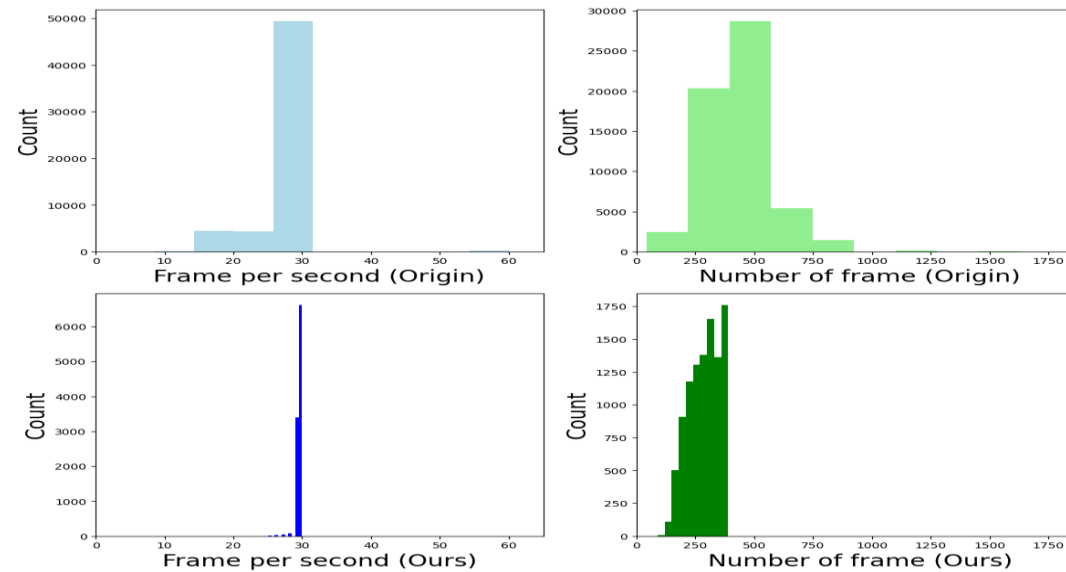 50000
40000
30000
20000
10000
0
Count
0 10 20 30 40 50 60
Frame per second (Origin)
30000
25000
20000
15000
10000
5000
0
Count
0 250 500 750 1000 1250 1500 1750
Number of frame (Origin)
6000
5000
4000
3000
2000
1000
0
Count
0 10 20 30 40 50 60
Frame per second (Ours)
1750
1500
1250
1000
750
500
250
0
Count
0 250 500 750 1000 1250 1500 1750
Number of frame (Ours)